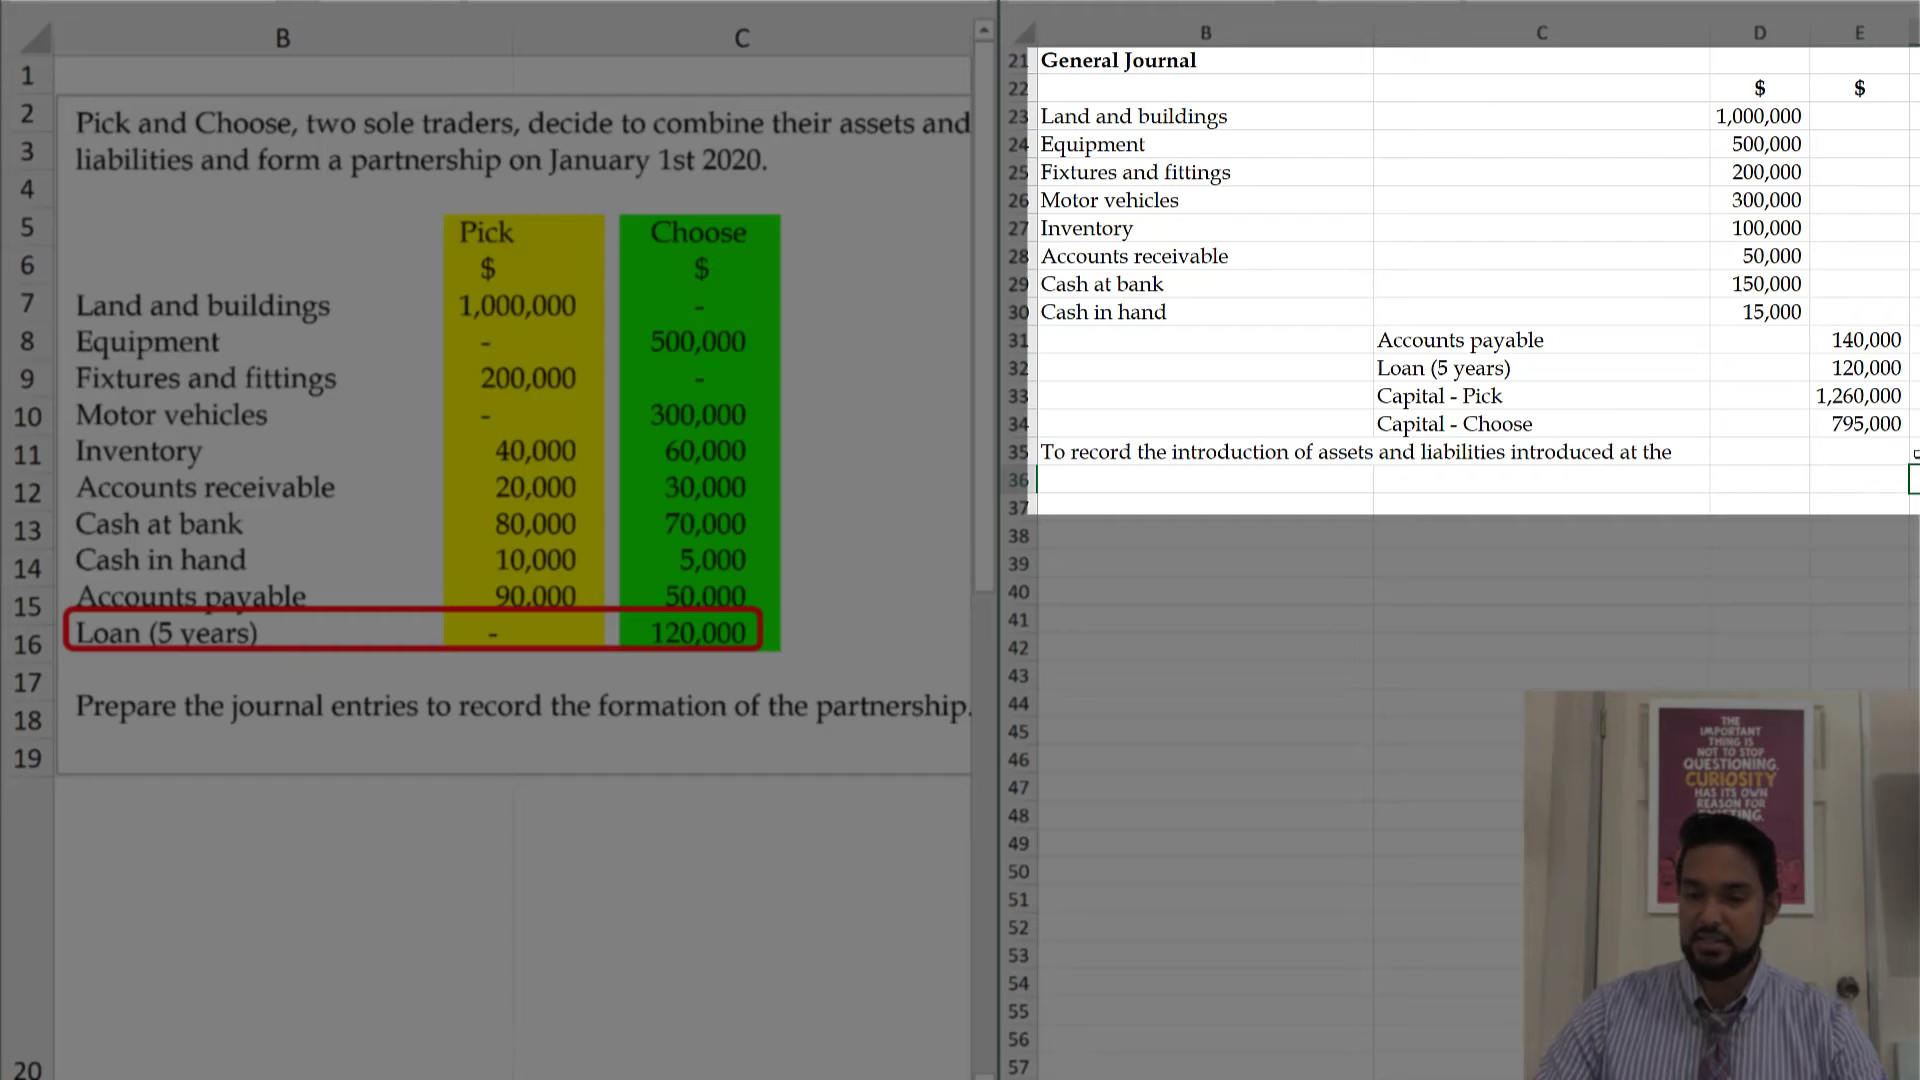 B C
1
2 Pick and Choose, two sole traders, decide to combine their assets and
3 liabilities and form a partnership on January 1st 2020.
4
5 Pick Choose
6 $ $
7 Land and buildings 1,000,000 -
8 Equipment - 500,000
9 Fixtures and fittings 200,000 -
10 Motor vehicles - 300,000
11 Inventory 40,000 60,000
12 Accounts receivable 20,000 30,000
13 Cash at bank 80,000 70,000
14 Cash in hand 10,000 5,000
15 Accounts payable 90,000 50,000
16 Loan (5 years) - 120,000
17
18 Prepare the journal entries to record the formation of the partnership.
19
20
B C D E
21 General Journal
22 $ $
23 Land and buildings 1,000,000
24 Equipment 500,000
25 Fixtures and fittings 200,000
26 Motor vehicles 300,000
27 Inventory 100,000
28 Accounts receivable 50,000
29 Cash at bank 150,000
30 Cash in hand 15,000
31 Accounts payable 140,000
32 Loan (5 years) 120,000
33 Capital - Pick 1,260,000
34 Capital - Choose 795,000
35 To record the introduction of assets and liabilities introduced at the
36
37
38
39
40
41
42
43
44
45
46
47
48
49
50
51
52
53
54
55
56
57
THE
IMPORTANT
THING IS
NOT TO STOP
QUESTIONING.
CURIOSITY
HAS ITS OWN
REASON FOR
EXISTING.